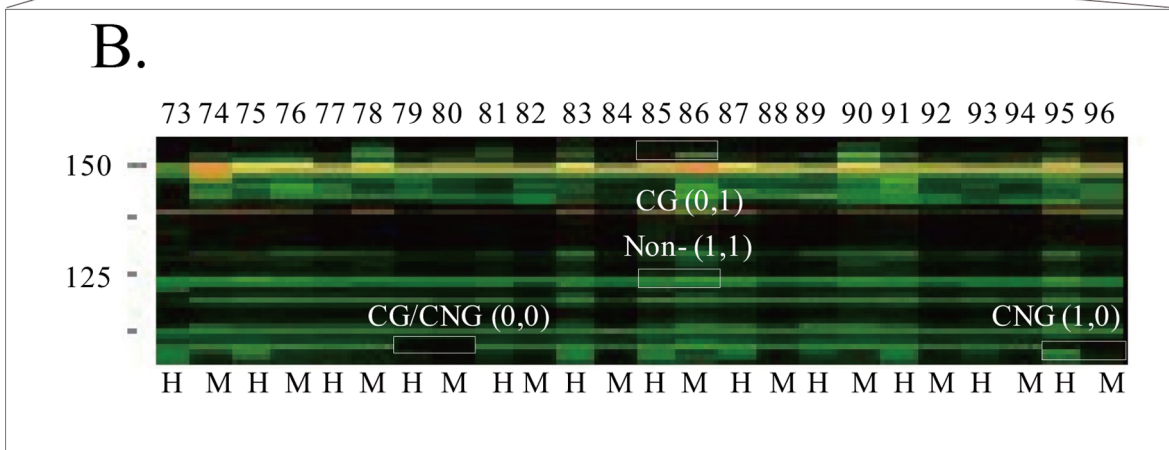 B.
73 74 75 76 77 78 79 80 81 82 83 84 85 86 87 88 89 90 91 92 93 94 95 96
150
CG (0,1)
Non- (1,1)
125
CG/CNG (0,0)
CNG (1,0)
H M H M H M H M H M H M H M H M H M H M H M H M